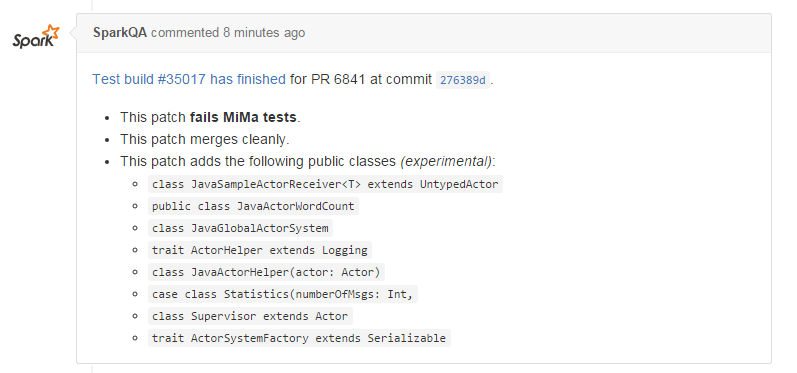 Spark
SparkQA commented 8 minutes ago
Test build #35017 has finished for PR 6841 at commit 276389d.
• This patch fails MiMa tests.
• This patch merges cleanly.
• This patch adds the following public classes (experimental):
◦ class JavaSampleActorReceiver<T> extends UntypedActor
◦ public class JavaActorWordCount
◦ class JavaGlobalActorSystem
◦ trait ActorHelper extends Logging
◦ class JavaActorHelper(actor: Actor)
◦ case class Statistics(numberOfMsgs: Int,
◦ class Supervisor extends Actor
◦ trait ActorSystemFactory extends Serializable